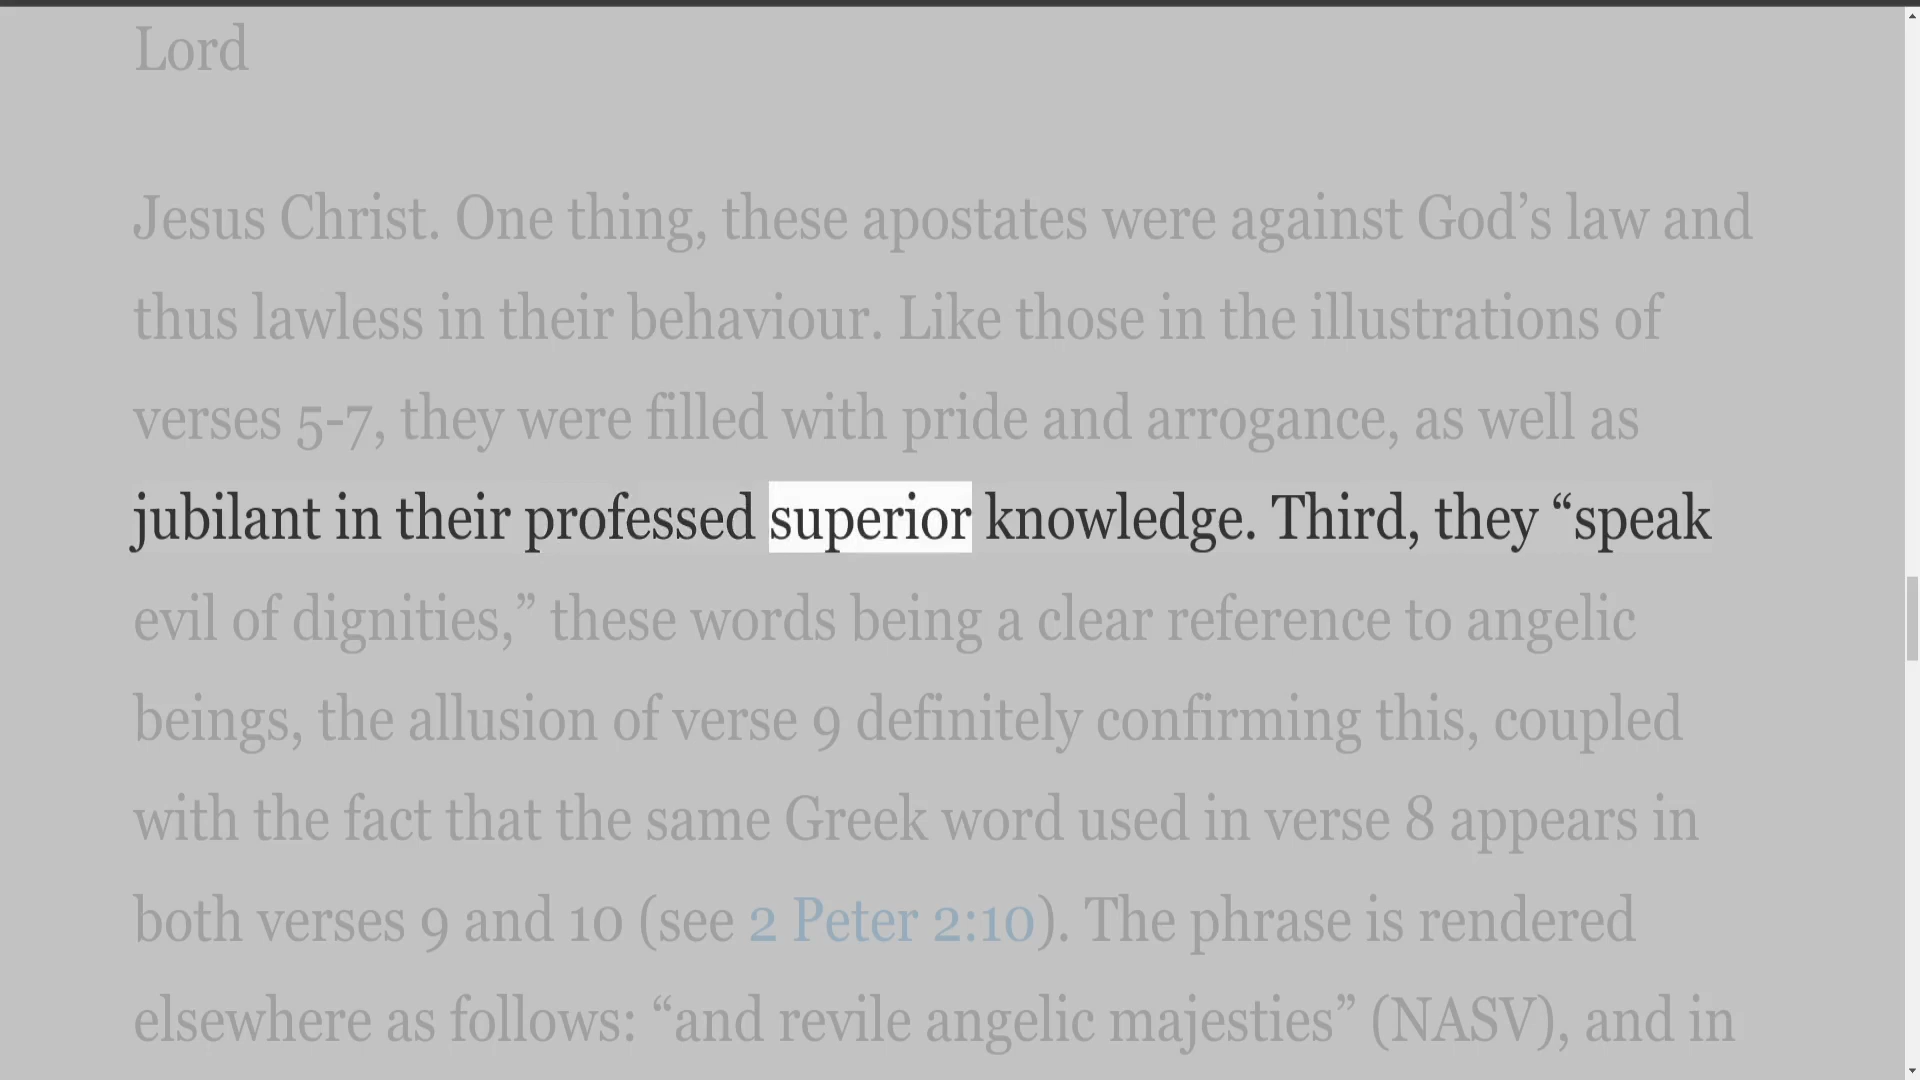 Lord
Jesus Christ. One thing, these apostates were against God’s law and
thus lawless in their behaviour. Like those in the illustrations of
verses 5-7, they were filled with pride and arrogance, as well as
jubilant in their professed superior knowledge. Third, they “speak
evil of dignities,” these words being a clear reference to angelic
beings, the allusion of verse 9 definitely confirming this, coupled
with the fact that the same Greek word used in verse 8 appears in
both verses 9 and 10 (see 2 Peter 2:10). The phrase is rendered
elsewhere as follows: “and revile angelic majesties” (NASV), and in